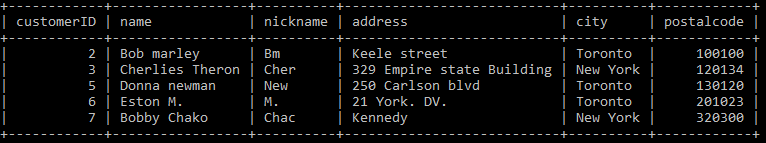 customerID | name | nickname | address | city | postalcode
2 | Bob marley | Bm | Keele street | Toronto | 100100
3 | Cherlies Theron | Cher | 329 Empire state Building | New York | 120134
5 | Donna newman | New | 250 Carlson blvd | Toronto | 130120
6 | Eston M. | M. | 21 York. DV. | Toronto | 201023
7 | Bobby Chako | Chac | Kennedy | New York | 320300